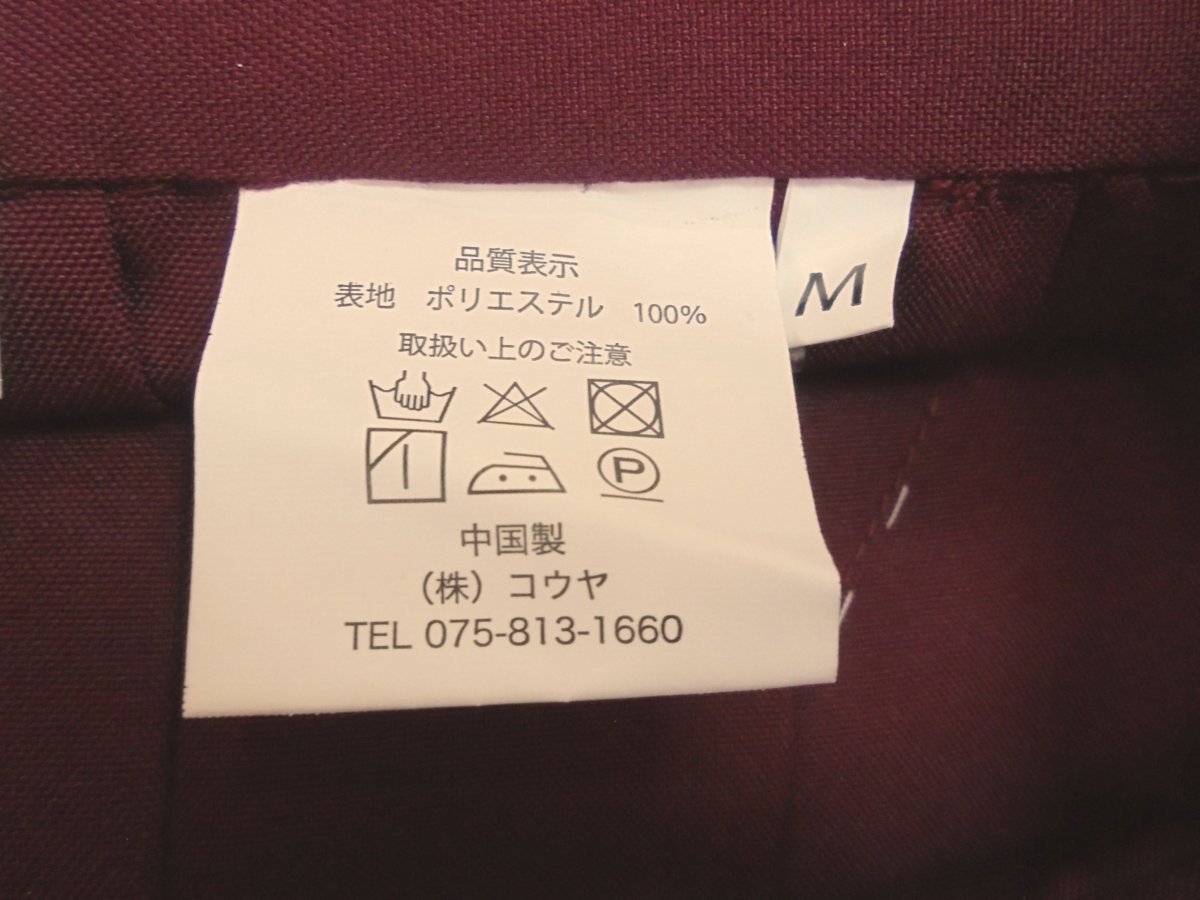 品質表示
表地　ポリエステル　100%
取扱い上のご注意
P
中国製
（株）コウヤ
TEL 075-813-1660
M